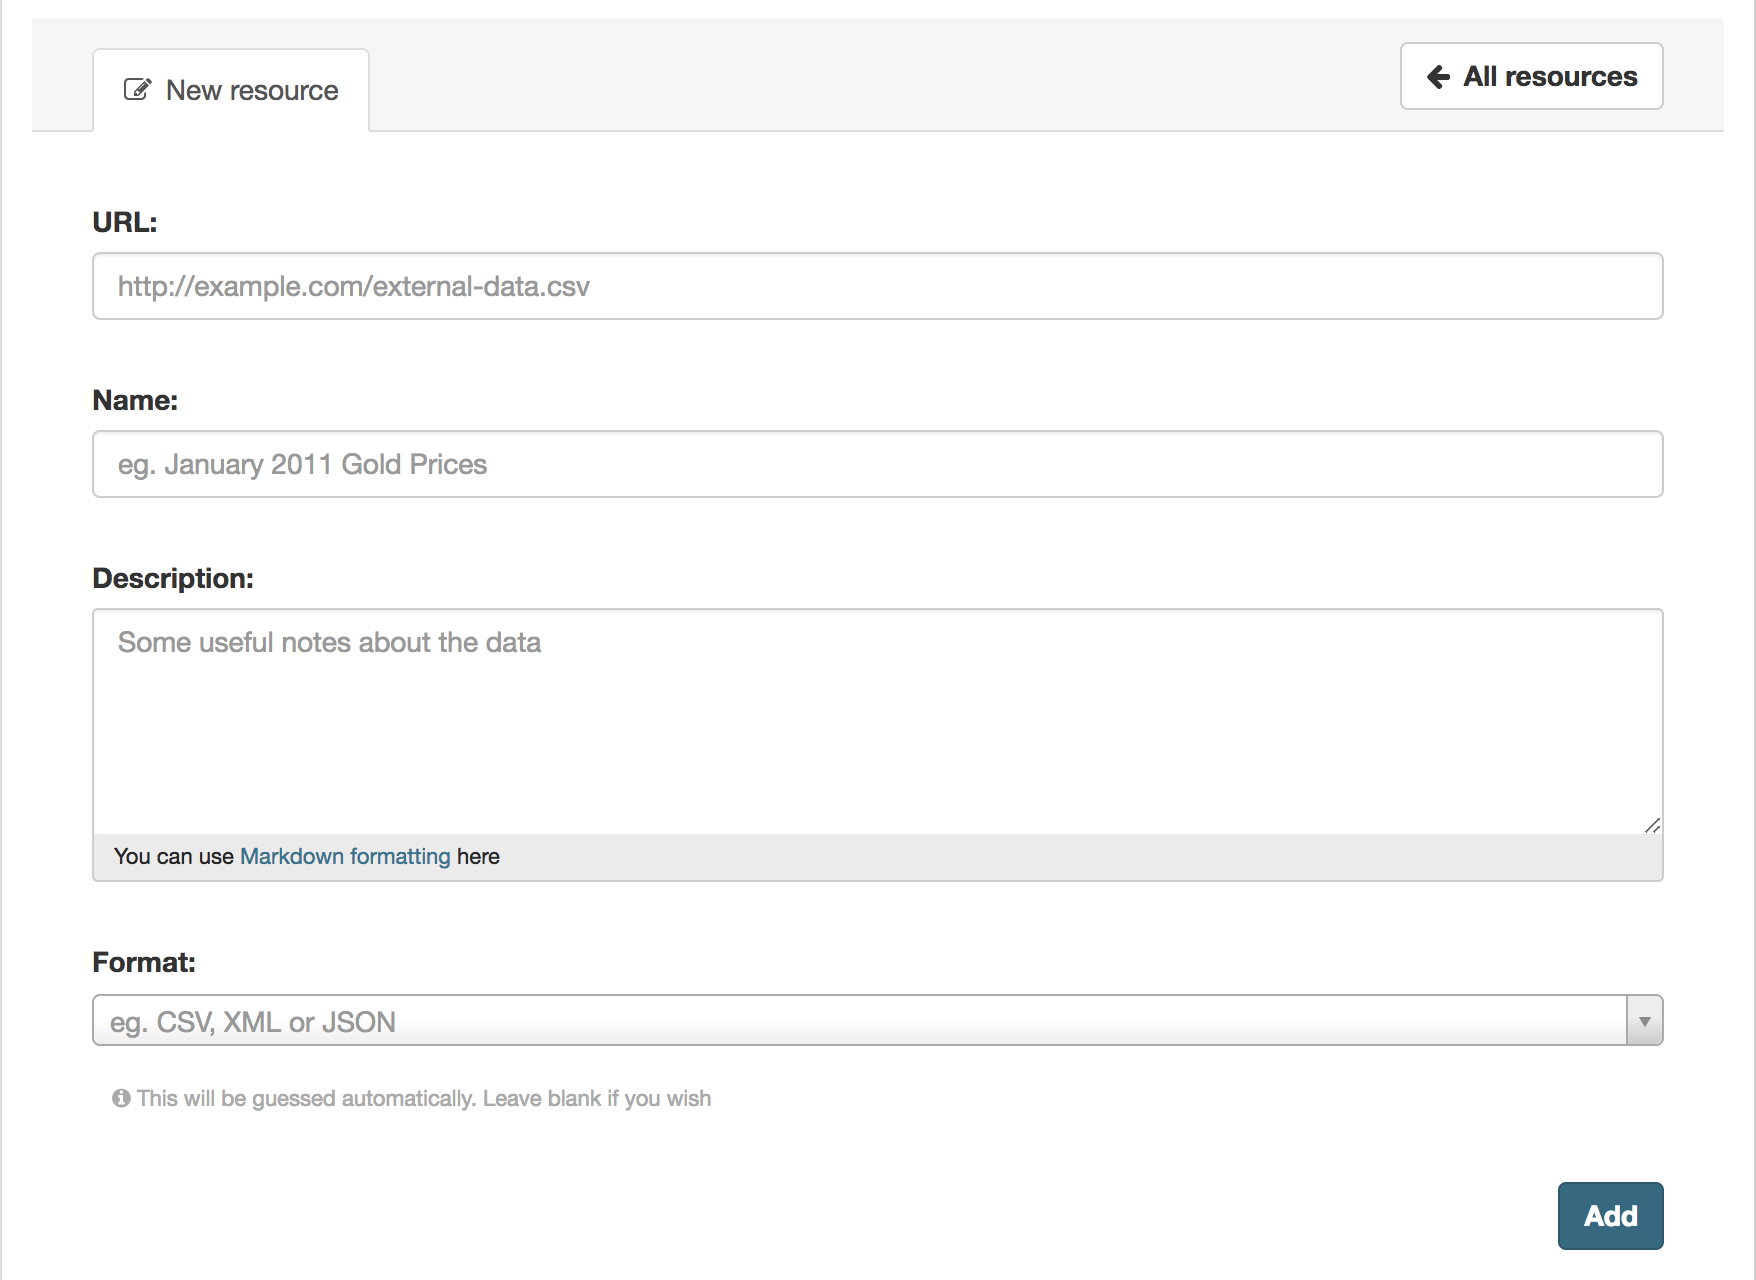 New resource
All resources
URL:
http://example.com/external-data.csv
Name:
eg. January 2011 Gold Prices
Description:
Some useful notes about the data
You can use Markdown formatting here
Format:
eg. CSV, XML or JSON
This will be guessed automatically. Leave blank if you wish
Add